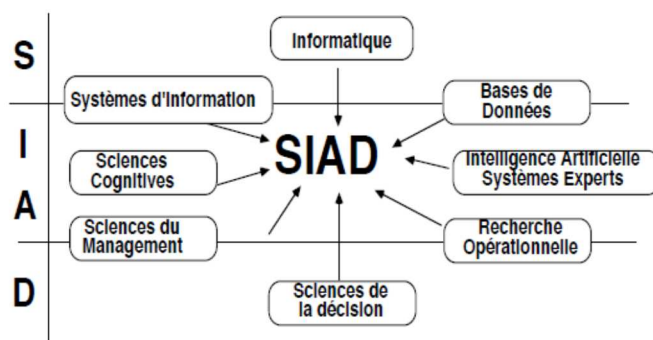 S
Informatique
Systèmes d'Information
Bases de
Données
I
SIAD
Sciences
Cognitives
Intelligence Artificielle
Systèmes Experts
A
Sciences du
Management
Recherche
Opérationnelle
D
Sciences de
la décision